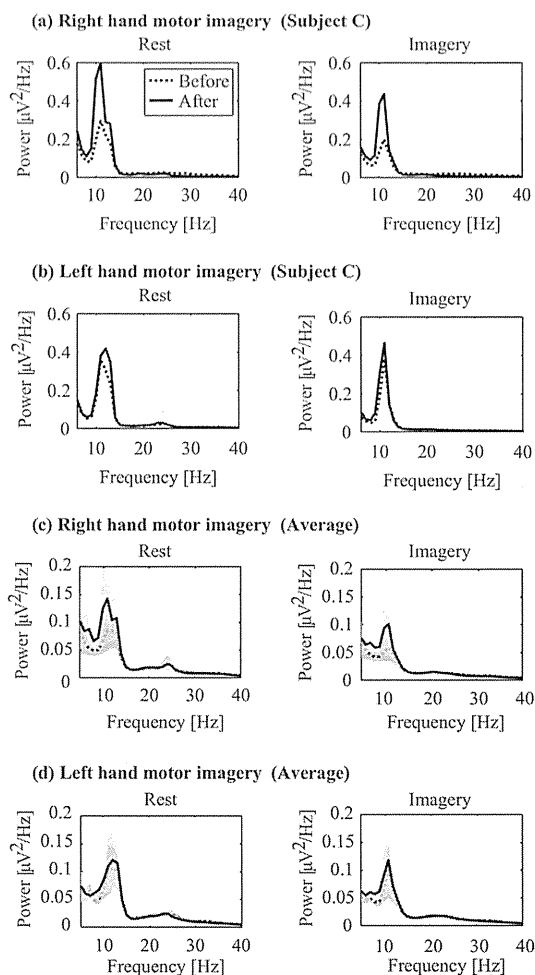 (a) Right hand motor imagery (Subject C)
Rest
Imagery
Power [µV²/Hz]
0.6
0.4
0.2
0
Before
After
10 20 30 40
Frequency [Hz]
Power [µV²/Hz]
0.6
0.4
0.2
0
10 20 30 40
Frequency [Hz]
(b) Left hand motor imagery (Subject C)
Rest
Imagery
Power [µV²/Hz]
0.6
0.4
0.2
0
10 20 30 40
Frequency [Hz]
Power [µV²/Hz]
0.6
0.4
0.2
0
10 20 30 40
Frequency [Hz]
(c) Right hand motor imagery (Average)
Rest
Imagery
Power [µV²/Hz]
0.2
0.15
0.1
0.05
0
10 20 30 40
Frequency [Hz]
Power [µV²/Hz]
0.2
0.15
0.1
0.05
0
10 20 30 40
Frequency [Hz]
(d) Left hand motor imagery (Average)
Rest
Imagery
Power [µV²/Hz]
0.2
0.15
0.1
0.05
0
10 20 30 40
Frequency [Hz]
Power [µV²/Hz]
0.2
0.15
0.1
0.05
0
10 20 30 40
Frequency [Hz]